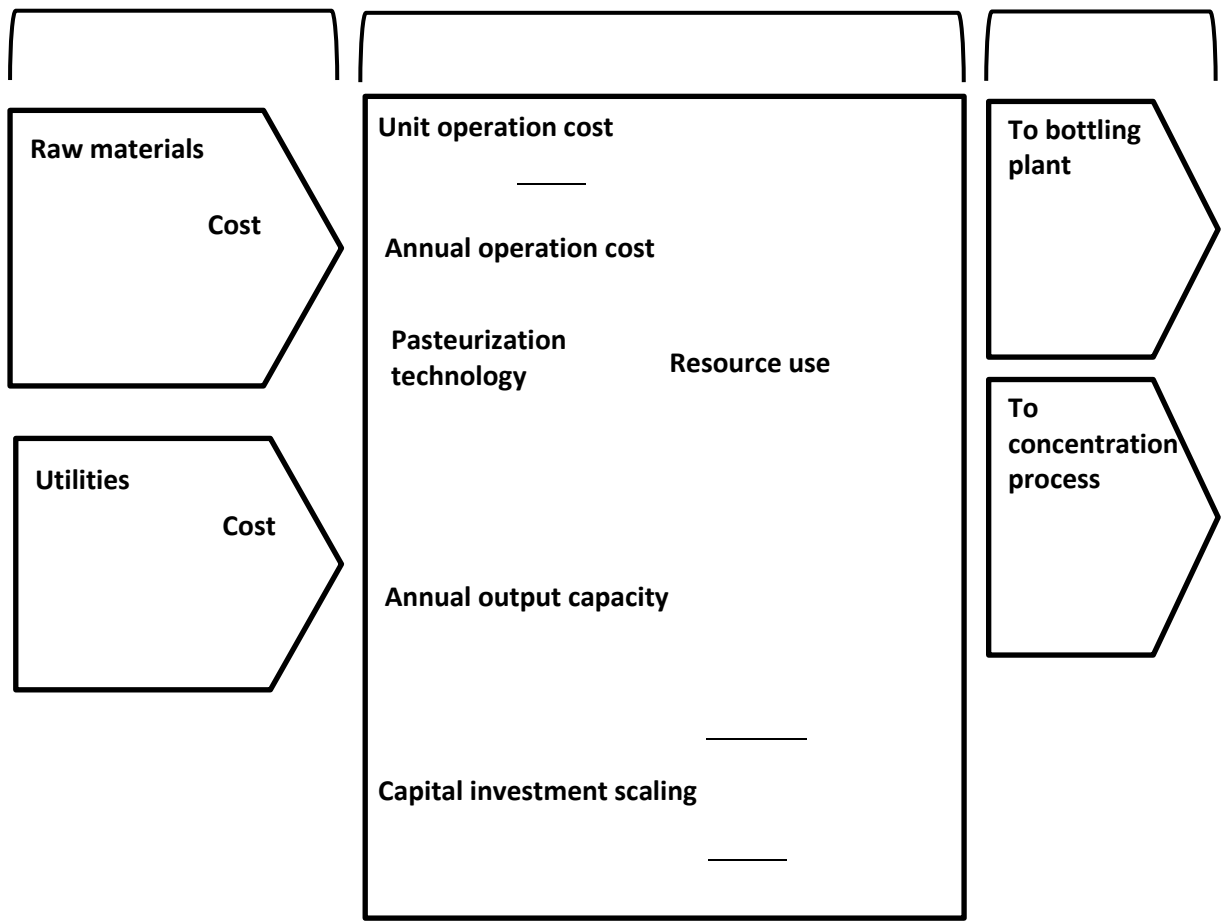 Raw materials
Cost
Utilities
Cost
Unit operation cost
Annual operation cost
Pasteurization
technology
Resource use
Annual output capacity
Capital investment scaling
To bottling
plant
To
concentration
process